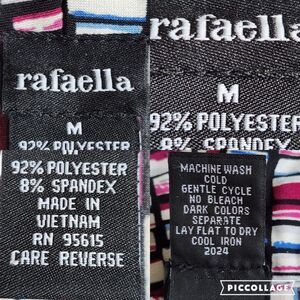 rafaella
M
92% POLYESTER
92% POLYESTER
8% SPANDEX
MADE IN
VIETNAM
RN 95615
CARE REVERSE
rafaella
M
92% POLYESTER
8% SPANDEX
MACHINE WASH
COLD
GENTLE CYCLE
NO BLEACH
DARK COLORS
SEPARATE
LAY FLAT TO DRY
COOL IRON
2024
PICCOLLAGE